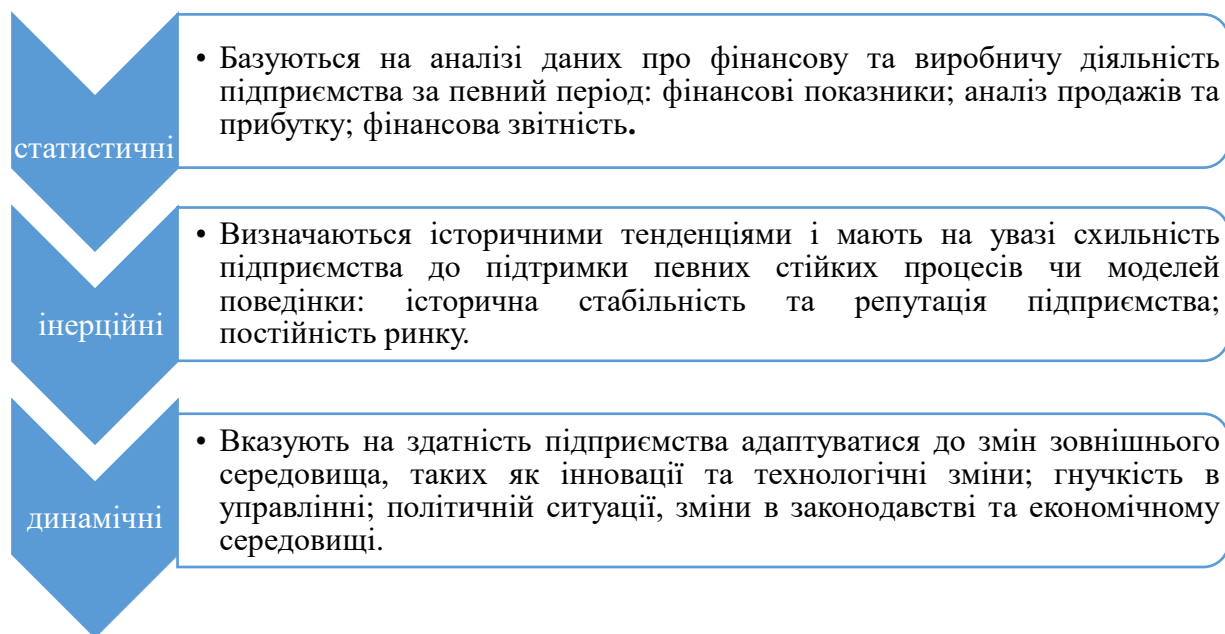 статистичні
• Базуються на аналізі даних про фінансову та виробничу діяльність
підприємства за певний період: фінансові показники; аналіз продажів та
прибутку; фінансова звітність.
інерційні
• Визначаються історичними тенденціями і мають на увазі схильність
підприємства до підтримки певних стійких процесів чи моделей
поведінки: історична стабільність та репутація підприємства;
постійність ринку.
динамічні
• Вказують на здатність підприємства адаптуватися до змін зовнішнього
середовища, таких як інновації та технологічні зміни; гнучкість в
управлінні; політичній ситуації, зміни в законодавстві та економічному
середовищі.